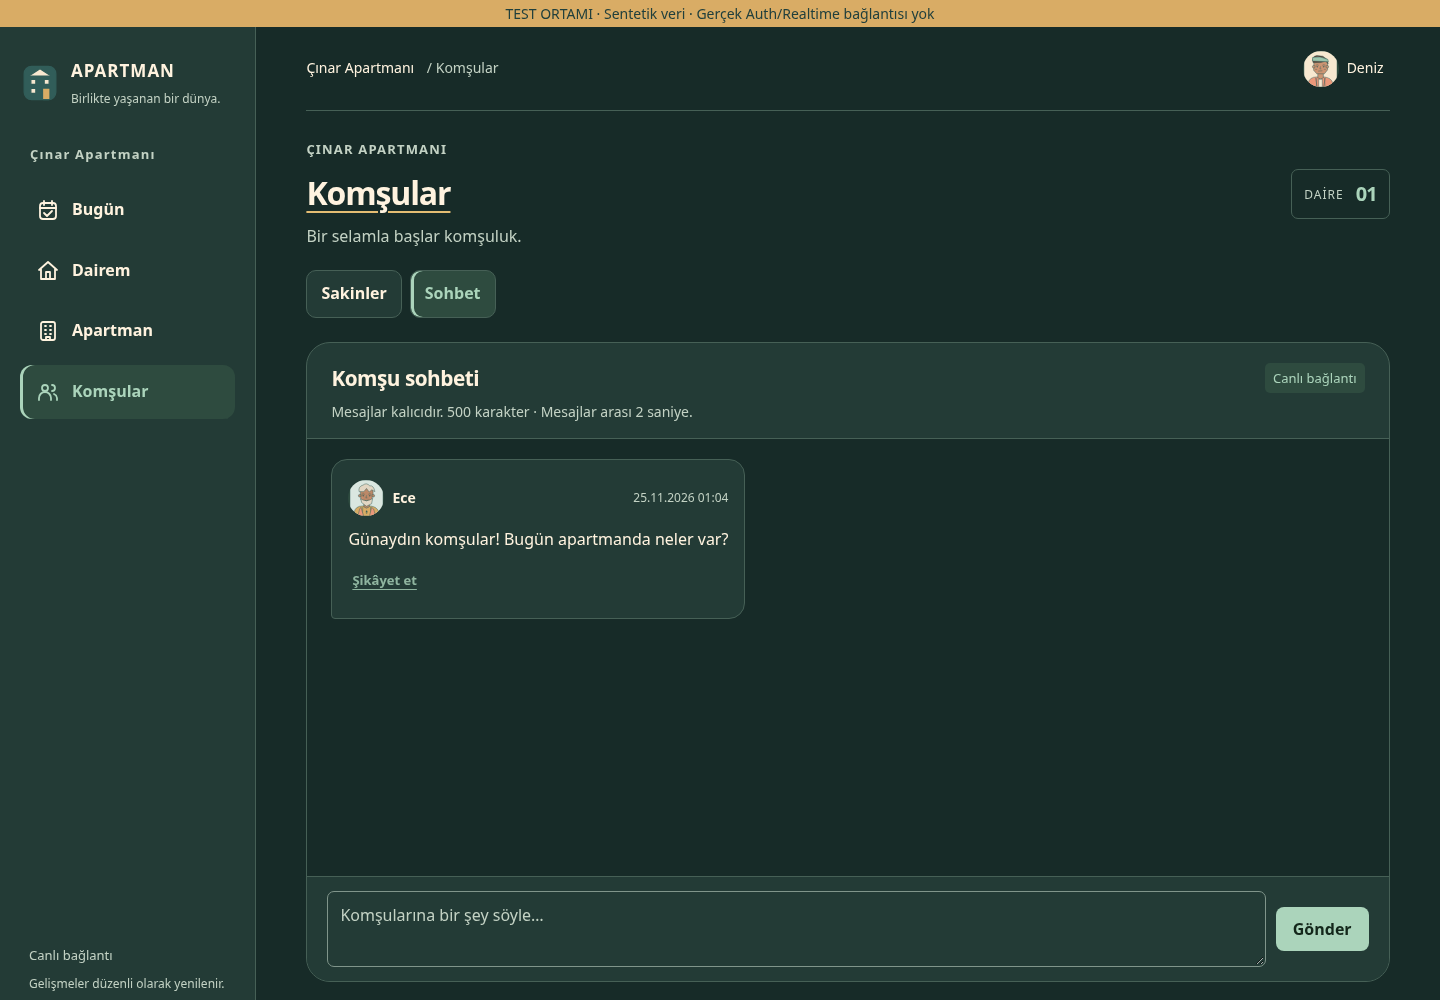 TEST ORTAMI · Sentetik veri · Gerçek Auth/Realtime bağlantısı yok
APARTMAN
Birlikte yaşanan bir dünya.
Çınar Apartmanı
Bugün
Dairem
Apartman
Komşular
Canlı bağlantı
Gelişmeler düzenli olarak yenilenir.
Çınar Apartmanı / Komşular
Deniz
ÇINAR APARTMANI
Komşular
DAİRE 01
Bir selamla başlar komşuluk.
Sakinler
Sohbet
Komşu sohbeti
Canlı bağlantı
Mesajlar kalıcıdır. 500 karakter · Mesajlar arası 2 saniye.
Ece
25.11.2026 01:04
Günaydın komşular! Bugün apartmanda neler var?
Şikâyet et
Komşularına bir şey söyle…
Gönder